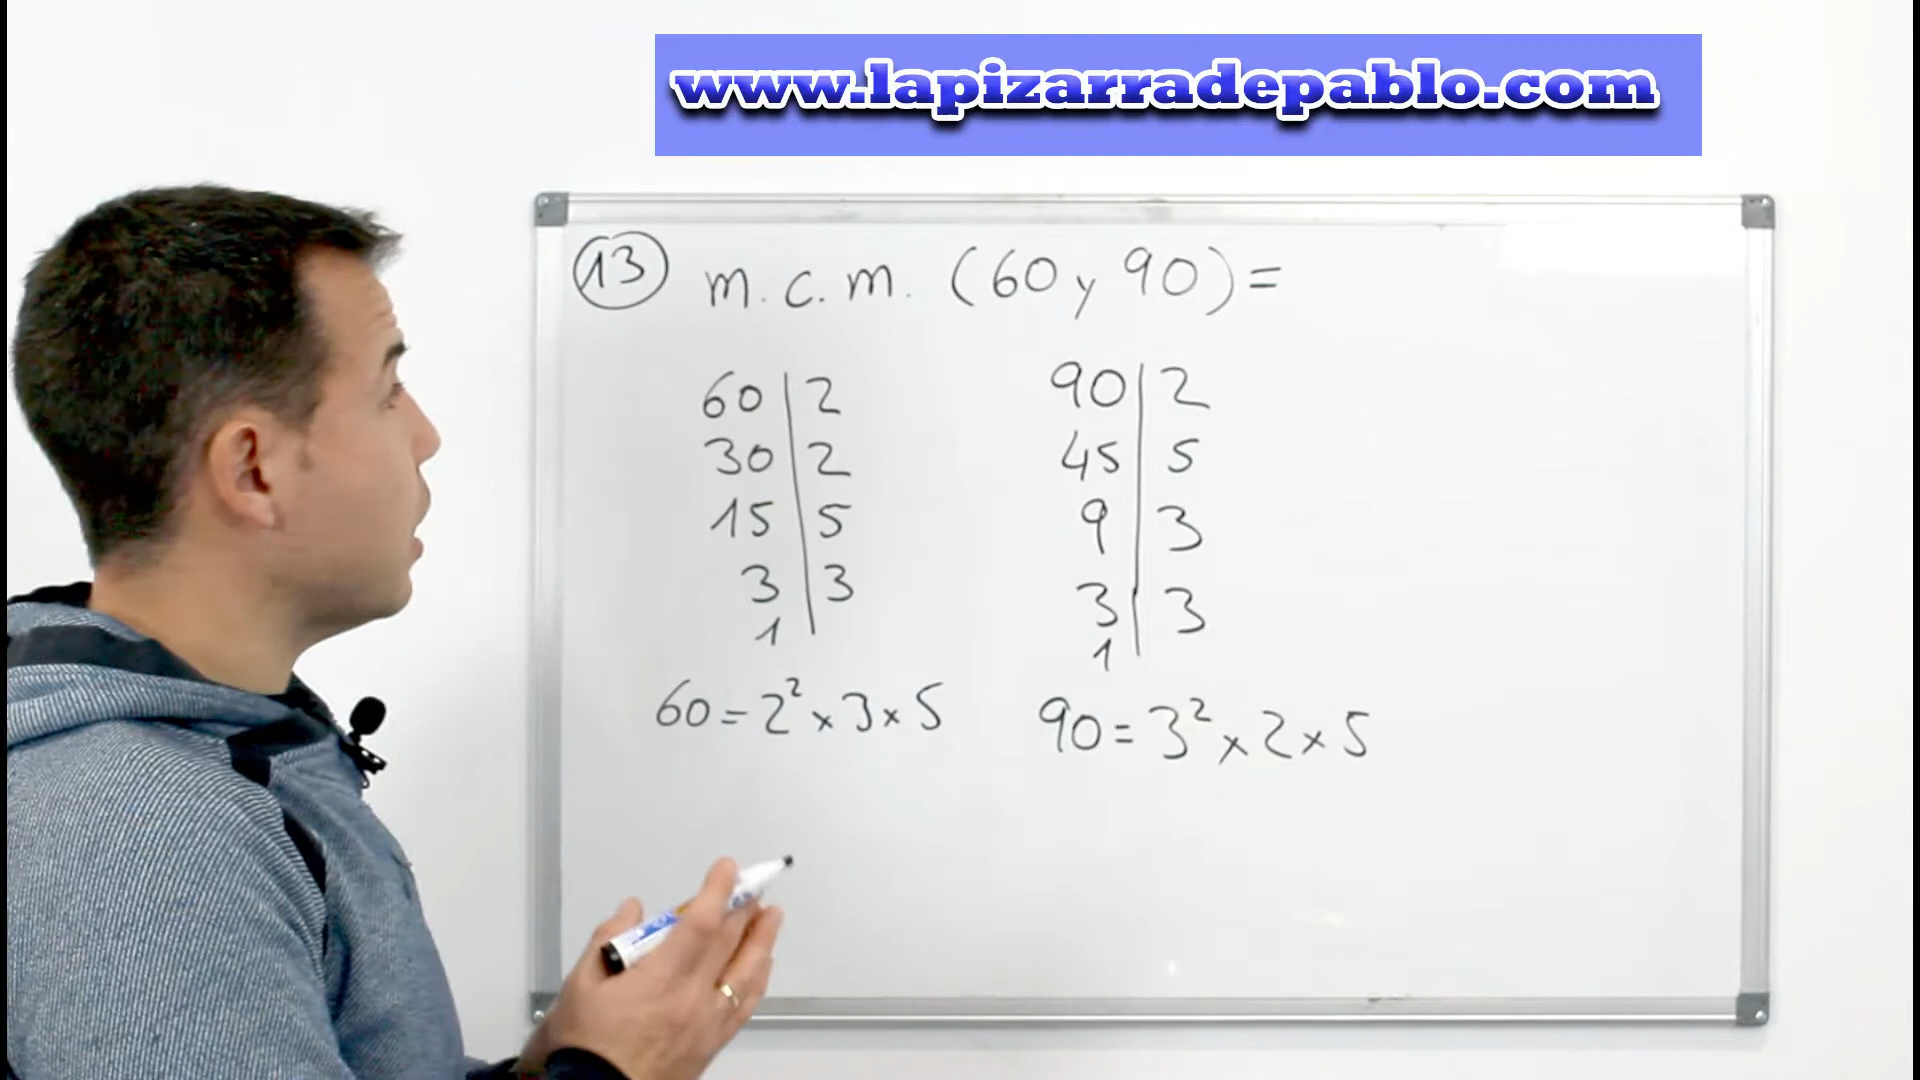 www.lapizarradepablo.com
13 m.c.m. (60 y 90) =
60 | 2
30 | 2
15 | 5
3 | 3
1
60 = 2² × 3 × 5
90 | 2
45 | 5
9 | 3
3 | 3
1
90 = 3² × 2 × 5